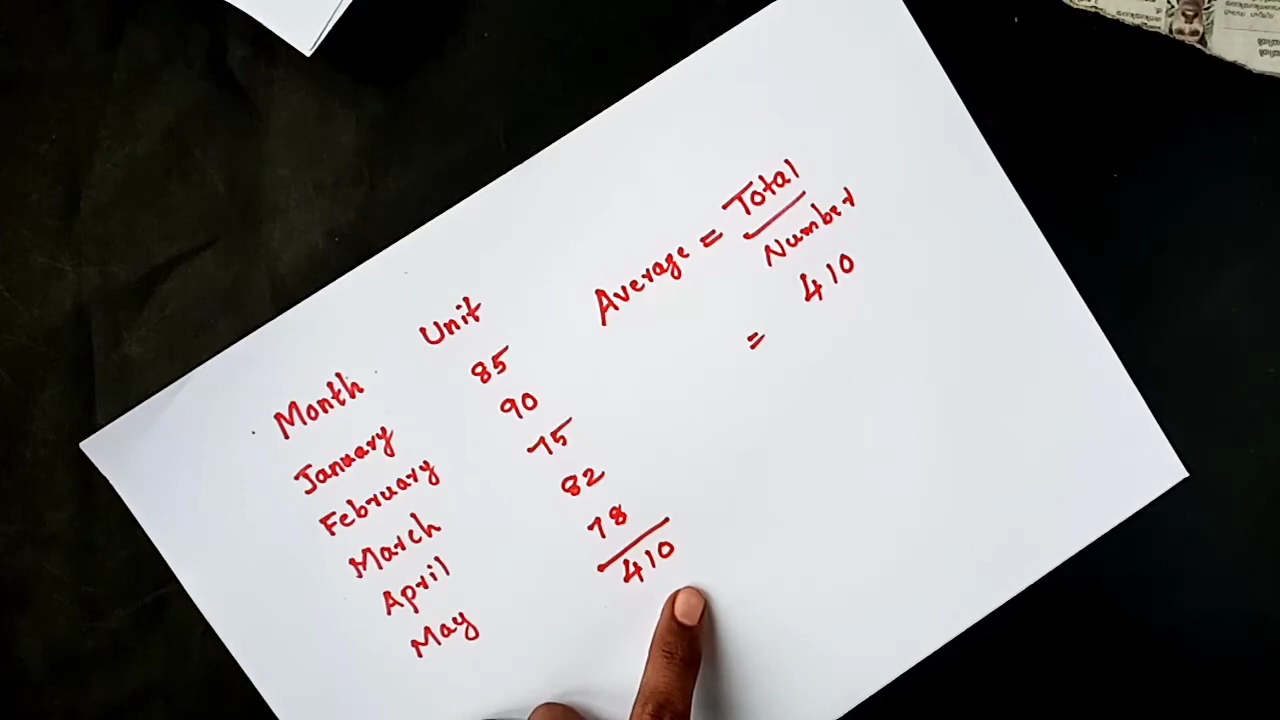 Month Unit
January 85
February 90
March 75
April 82
May 78
410
Average = Total
Number
= 410